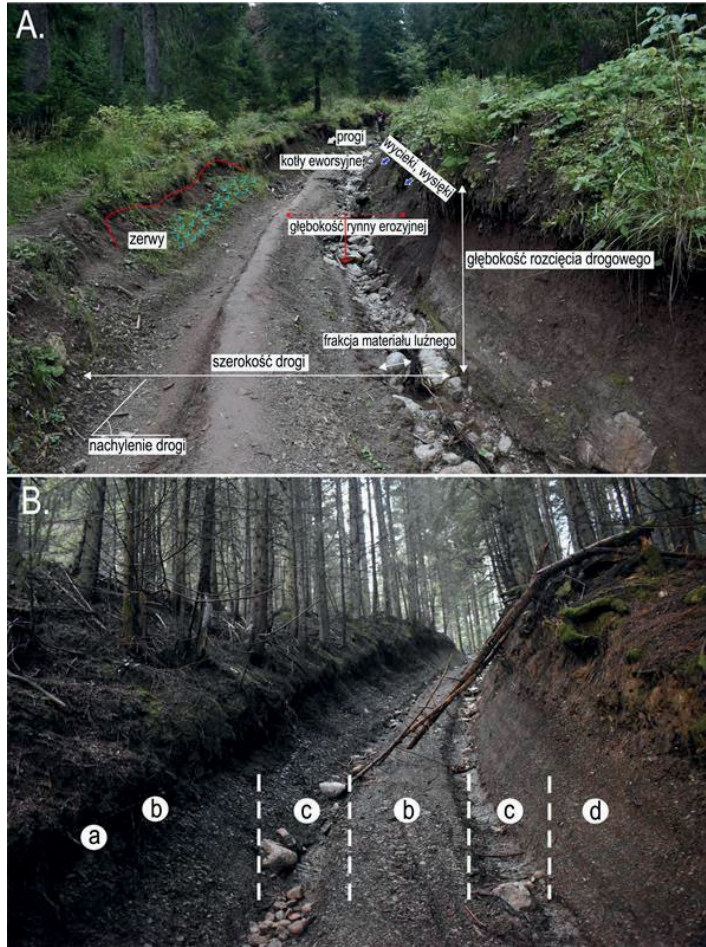 A.
progi
kotły eworsyjne
wycieki, wysięki
zerwy
głębokość rynny erozyjnej
głębokość rozcięcia drogowego
frakcja materiału luźnego
szerokość drogi
nachylenie drogi
B.
a b c b c d